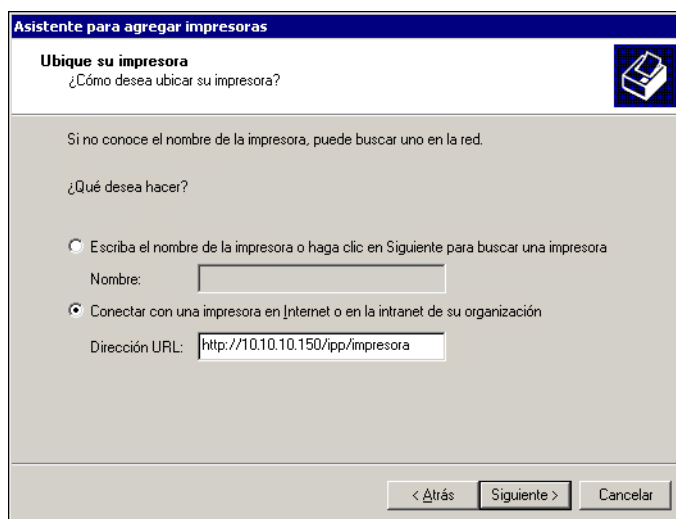 Asistente para agregar impresoras
Ubique su impresora
¿Cómo desea ubicar su impresora?
Si no conoce el nombre de la impresora, puede buscar uno en la red.
¿Qué desea hacer?
Escriba el nombre de la impresora o haga clic en Siguiente para buscar una impresora
Nombre:
Conectar con una impresora en Internet o en la intranet de su organización
Dirección URL: http://10.10.10.150/ipp/impresora
< Atrás Siguiente > Cancelar